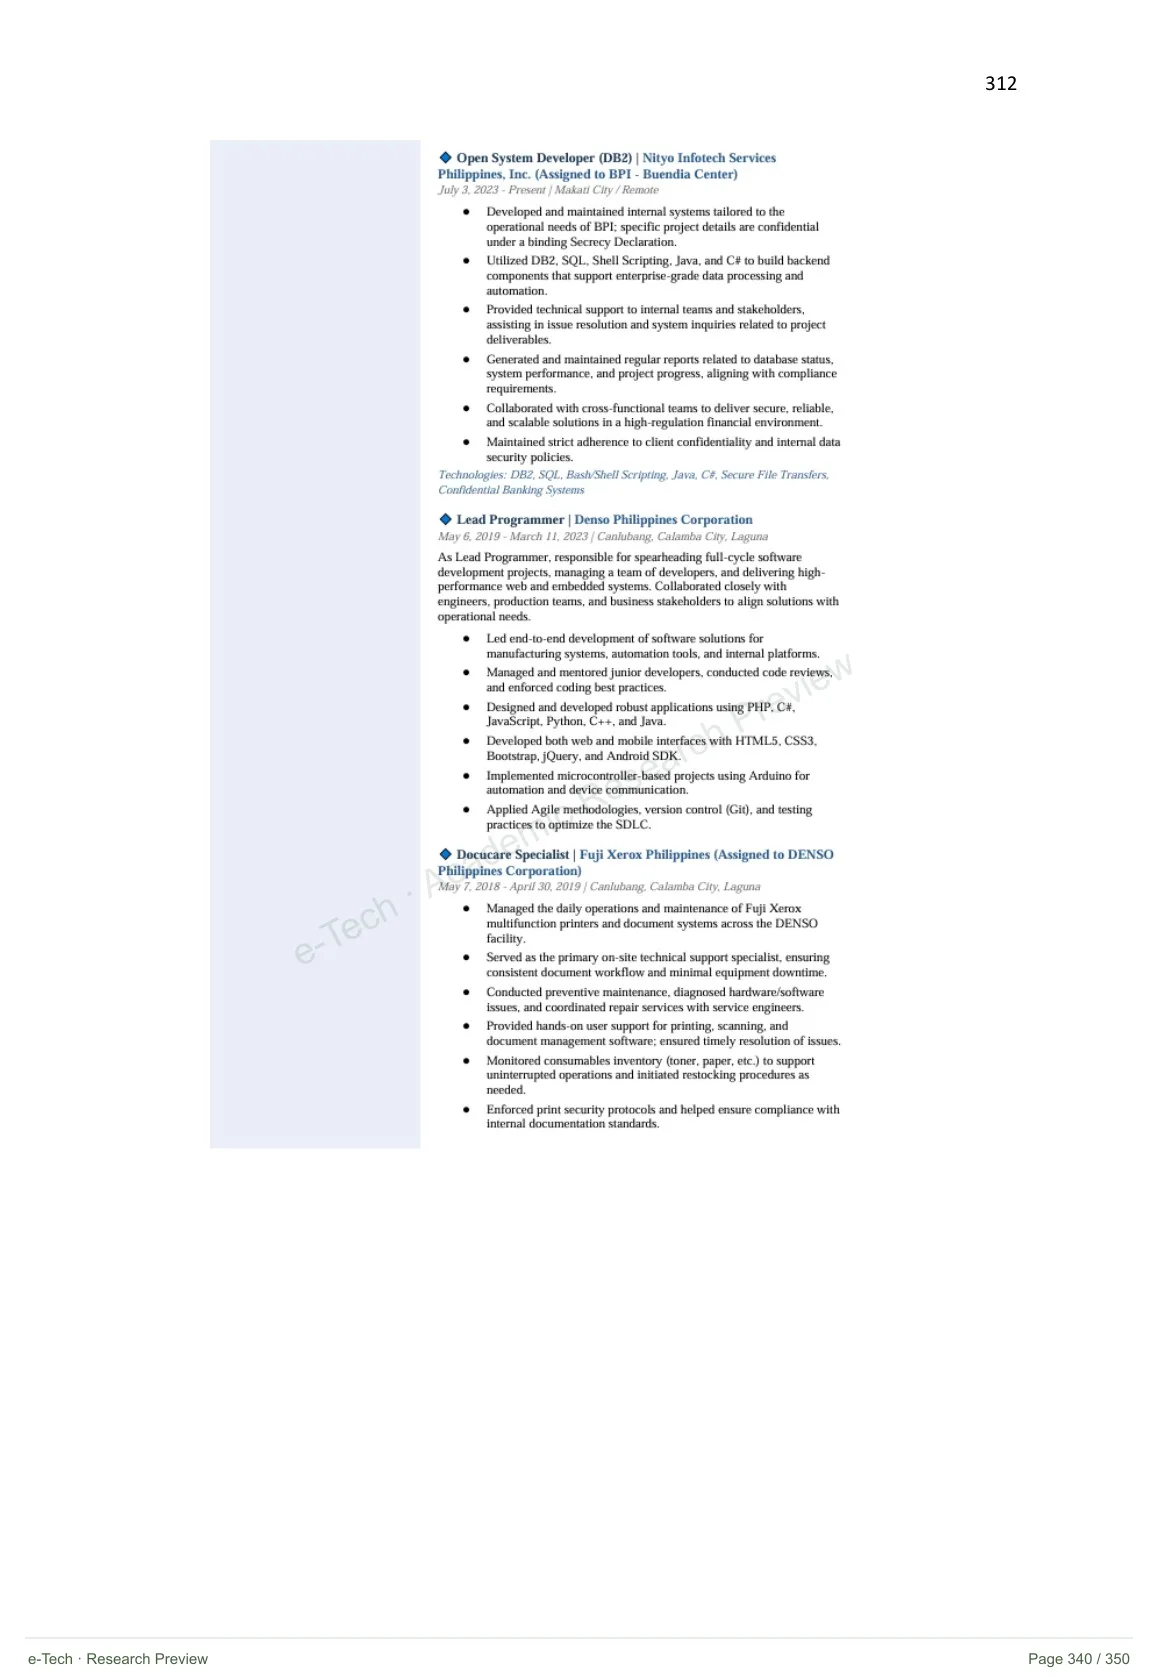 312
Open System Developer (DB2) | Nityo Infotech Services
Philippines, Inc. (Assigned to BPI - Buendia Center)
July 3, 2023 - Present | Makati City / Remote
● Developed and maintained internal systems tailored to the
operational needs of BPI; specific project details are confidential
under a binding Secrecy Declaration.
● Utilized DB2, SQL, Shell Scripting, Java, and C# to build backend
components that support enterprise-grade data processing and
automation.
● Provided technical support to internal teams and stakeholders,
assisting in issue resolution and system inquiries related to project
deliverables.
● Generated and maintained regular reports related to database status,
system performance, and project progress, aligning with compliance
requirements.
● Collaborated with cross-functional teams to deliver secure, reliable,
and scalable solutions in a high-regulation financial environment.
● Maintained strict adherence to client confidentiality and internal data
security policies.
Technologies: DB2, SQL, Bash/Shell Scripting, Java, C#, Secure File Transfers,
Confidential Banking Systems
Lead Programmer | Denso Philippines Corporation
May 6, 2019 - March 11, 2023 | Canlubang, Calamba City, Laguna
As Lead Programmer, responsible for spearheading full-cycle software
development projects, managing a team of developers, and delivering high-
performance web and embedded systems. Collaborated closely with
engineers, production teams, and business stakeholders to align solutions with
operational needs.
● Led end-to-end development of software solutions for
manufacturing systems, automation tools, and internal platforms.
● Managed and mentored junior developers, conducted code reviews,
and enforced coding best practices.
● Designed and developed robust applications using PHP, C#,
JavaScript, Python, C++, and Java.
● Developed both web and mobile interfaces with HTML5, CSS3,
Bootstrap, jQuery, and Android SDK.
● Implemented microcontroller-based projects using Arduino for
automation and device communication.
● Applied Agile methodologies, version control (Git), and testing
practices to optimize the SDLC.
Docucare Specialist | Fuji Xerox Philippines (Assigned to DENSO
Philippines Corporation)
May 7, 2018 - April 30, 2019 | Canlubang, Calamba City, Laguna
● Managed the daily operations and maintenance of Fuji Xerox
multifunction printers and document systems across the DENSO
facility.
● Served as the primary on-site technical support specialist, ensuring
consistent document workflow and minimal equipment downtime.
● Conducted preventive maintenance, diagnosed hardware/software
issues, and coordinated repair services with service engineers.
● Provided hands-on user support for printing, scanning, and
document management software; ensured timely resolution of issues.
● Monitored consumables inventory (toner, paper, etc.) to support
uninterrupted operations and initiated restocking procedures as
needed.
● Enforced print security protocols and helped ensure compliance with
internal documentation standards.
e-Tech · Academic Research Preview
e-Tech · Research Preview
Page 340 / 350